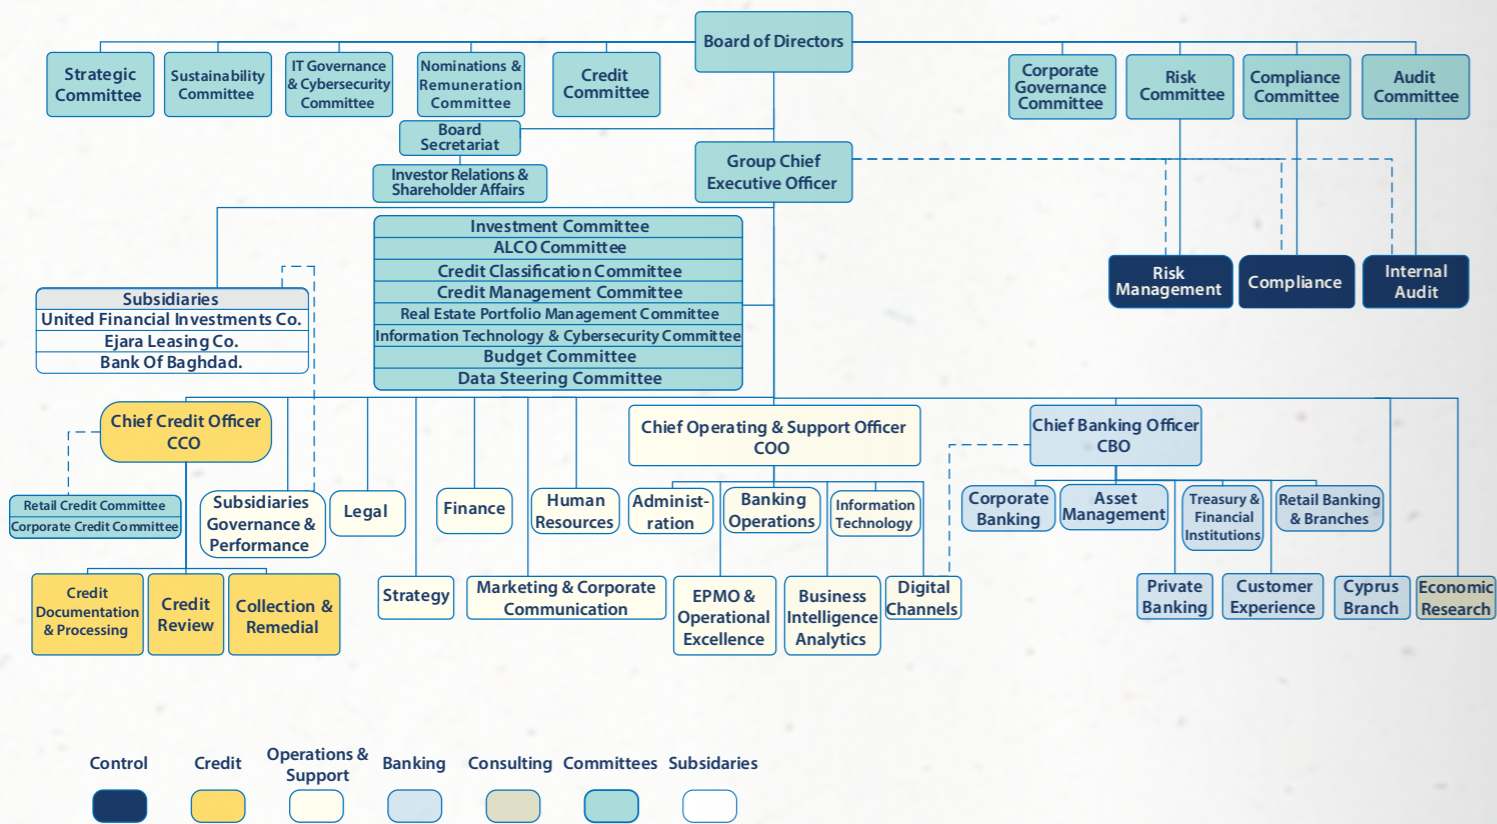 Board of Directors
Strategic
Committee
Sustainability
Committee
IT Governance
& Cybersecurity
Committee
Nominations &
Remuneration
Committee
Credit
Committee
Corporate
Governance
Committee
Risk
Committee
Compliance
Committee
Audit
Committee
Board
Secretariat
Investor Relations &
Shareholder Affairs
Group Chief
Executive Officer
Investment Committee
ALCO Committee
Credit Classification Committee
Credit Management Committee
Real Estate Portfolio Management Committee
Information Technology & Cybersecurity Committee
Budget Committee
Data Steering Committee
Risk
Management
Compliance
Internal
Audit
Subsidiaries
United Financial Investments Co.
Ejara Leasing Co.
Bank Of Baghdad.
Chief Credit Officer
CCO
Chief Operating & Support Officer
COO
Chief Banking Officer
CBO
Retail Credit Committee
Corporate Credit Committee
Subsidiaries
Governance &
Performance
Legal
Finance
Human
Resources
Administ-
ration
Banking
Operations
Information
Technology
Corporate
Banking
Asset
Management
Treasury &
Financial
Institutions
Retail Banking
& Branches
Credit
Documentation
& Processing
Credit
Review
Collection &
Remedial
Strategy
Marketing & Corporate
Communication
EPMO &
Operational
Excellence
Business
Intelligence
Analytics
Digital
Channels
Private
Banking
Customer
Experience
Cyprus
Branch
Economic
Research
Control
Credit
Operations &
Support
Banking
Consulting
Committees
Subsidaries